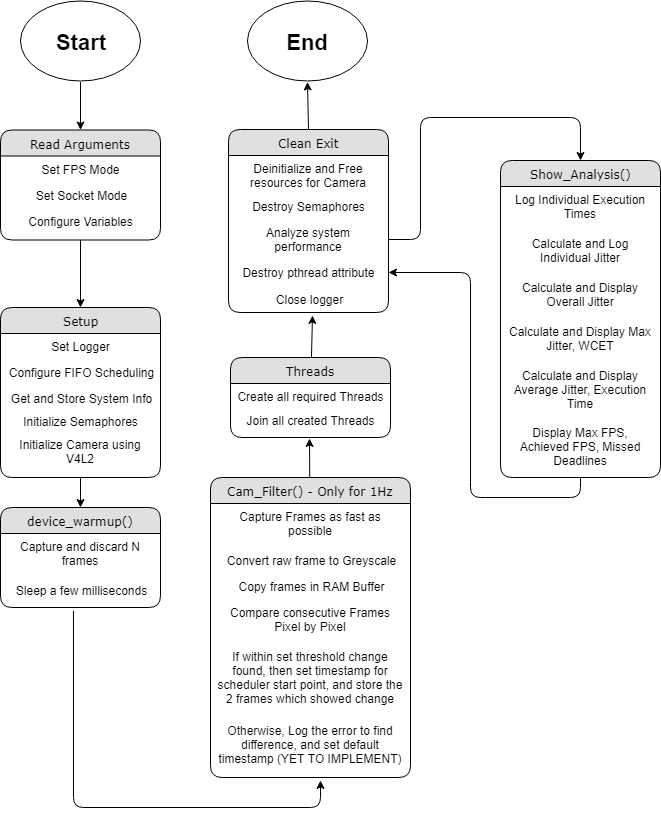 Start
Read Arguments
Set FPS Mode
Set Socket Mode
Configure Variables
Setup
Set Logger
Configure FIFO Scheduling
Get and Store System Info
Initialize Semaphores
Initialize Camera using
V4L2
device_warmup()
Capture and discard N
frames
Sleep a few milliseconds
Cam_Filter() - Only for 1Hz
Capture Frames as fast as
possible
Convert raw frame to Greyscale
Copy frames in RAM Buffer
Compare consecutive Frames
Pixel by Pixel
If within set threshold change
found, then set timestamp for
scheduler start point, and store the
2 frames which showed change
Otherwise, Log the error to find
difference, and set default
timestamp (YET TO IMPLEMENT)
Threads
Create all required Threads
Join all created Threads
Clean Exit
Deinitialize and Free
resources for Camera
Destroy Semaphores
Analyze system
performance
Destroy pthread attribute
Close logger
Show_Analysis()
Log Individual Execution
Times
Calculate and Log
Individual Jitter
Calculate and Display
Overall Jitter
Calculate and Display Max
Jitter, WCET
Calculate and Display
Average Jitter, Execution
Time
Display Max FPS,
Achieved FPS, Missed
Deadlines
End